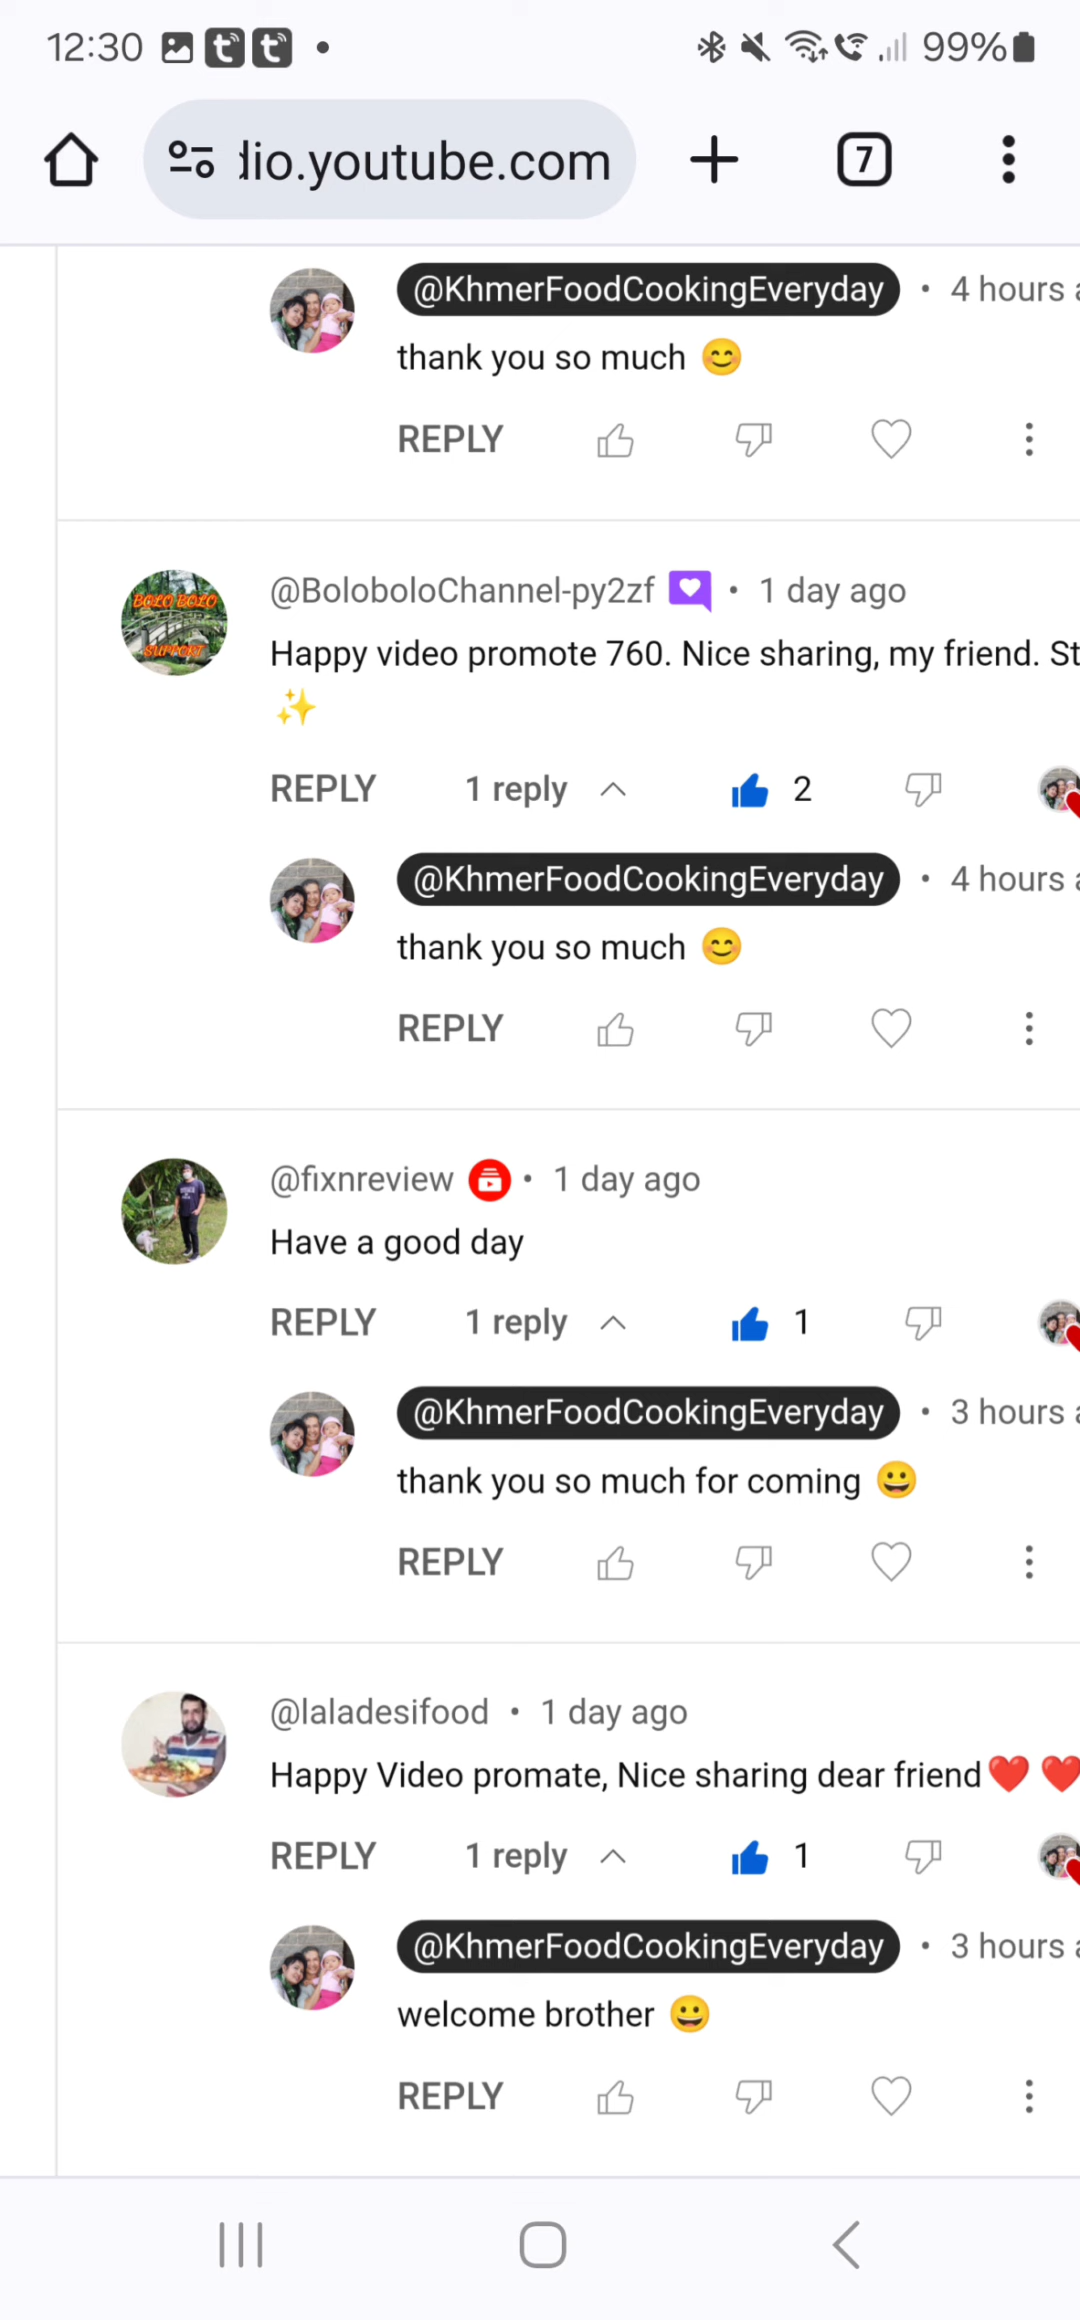 12:30
99%
dio.youtube.com
7
@KhmerFoodCookingEveryday • 4 hours
thank you so much 😊
REPLY
@BoloboloChannel-py2zf • 1 day ago
BOLO BOLO
SUPPORT
Happy video promote 760. Nice sharing, my friend. St
✨
REPLY 1 reply 2
@KhmerFoodCookingEveryday • 4 hours
thank you so much 😊
REPLY
@fixnreview • 1 day ago
Have a good day
REPLY 1 reply 1
@KhmerFoodCookingEveryday • 3 hours
thank you so much for coming 😀
REPLY
@laladesifood • 1 day ago
Happy Video promate, Nice sharing dear friend❤️ ❤️
REPLY 1 reply 1
@KhmerFoodCookingEveryday • 3 hours
welcome brother 😀
REPLY